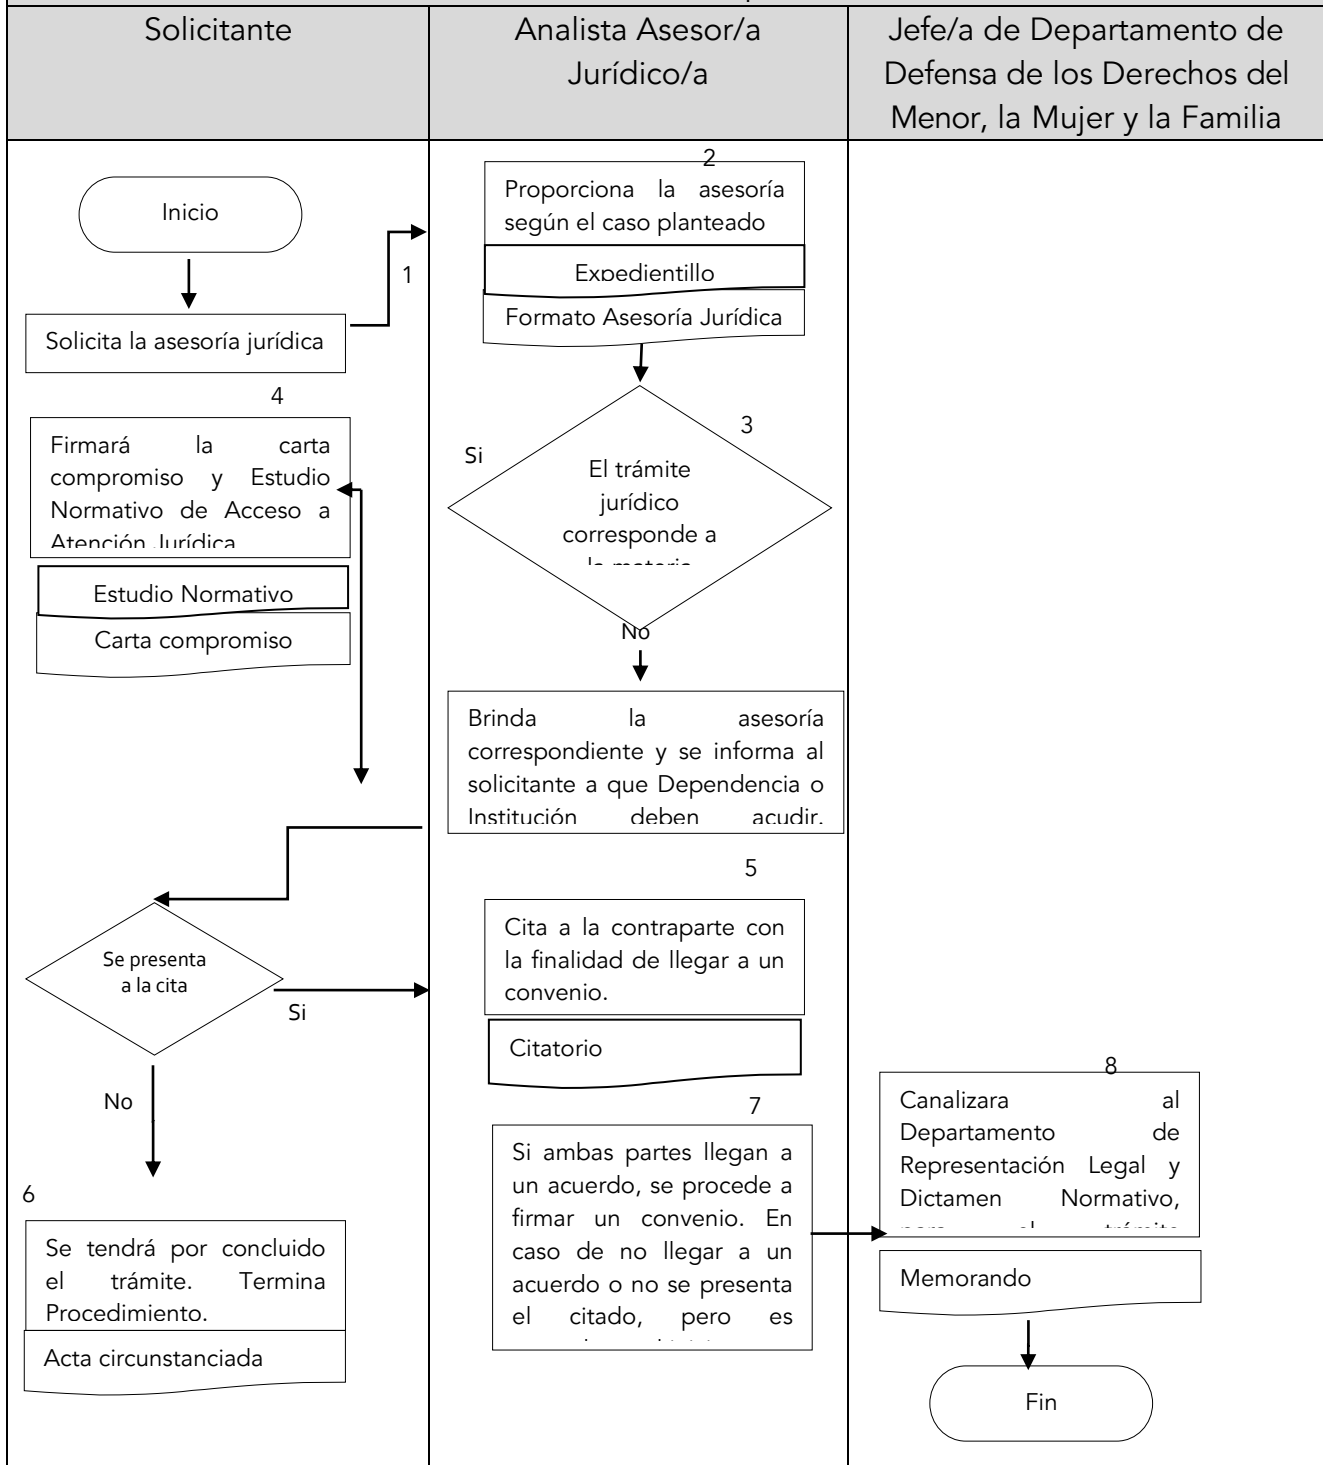 Solicitante
Analista Asesor/a
Jurídico/a
Jefe/a de Departamento de
Defensa de los Derechos del
Menor, la Mujer y la Familia
Inicio
1
Solicita la asesoría jurídica
2
Proporciona la asesoría
según el caso planteado
Expedientillo
Formato Asesoría Jurídica
3
Si
El trámite
jurídico
corresponde a
la materia
No
4
Firmará la carta
compromiso y Estudio
Normativo de Acceso a
Atención Jurídica
Estudio Normativo
Carta compromiso
Brinda la asesoría
correspondiente y se informa al
solicitante a que Dependencia o
Institución deben acudir.
5
Cita a la contraparte con
la finalidad de llegar a un
convenio.
Citatorio
Se presenta
a la cita
Si
No
6
Se tendrá por concluido
el trámite. Termina
Procedimiento.
Acta circunstanciada
7
Si ambas partes llegan a
un acuerdo, se procede a
firmar un convenio. En
caso de no llegar a un
acuerdo o no se presenta
el citado, pero es
8
Canalizara al
Departamento de
Representación Legal y
Dictamen Normativo,
para el trámite
Memorando
Fin